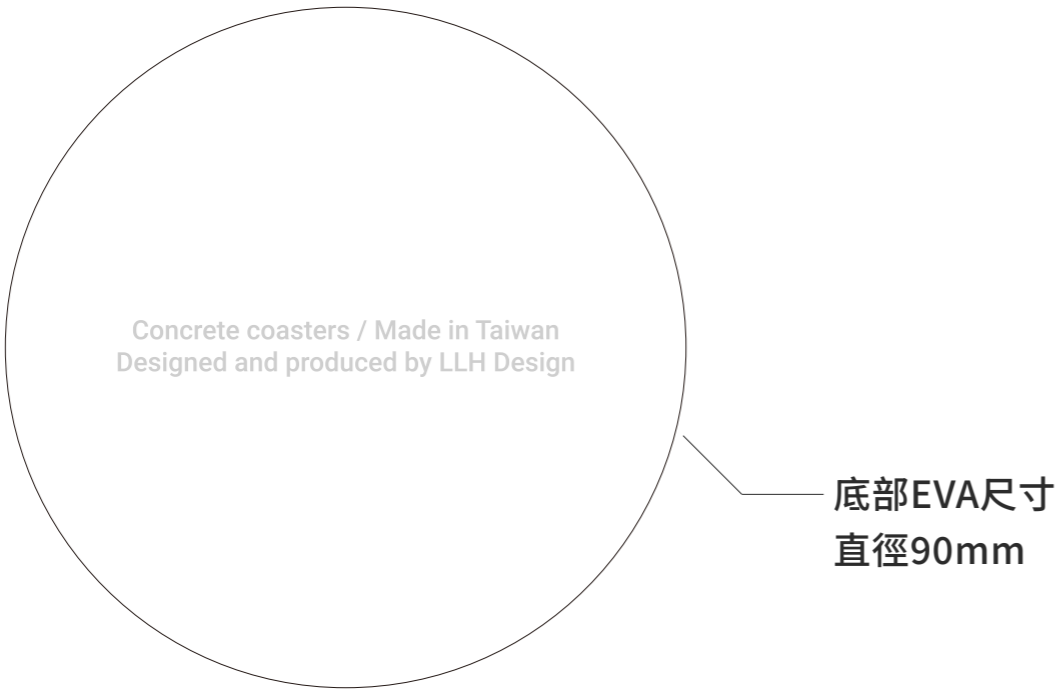 Concrete coasters / Made in Taiwan
Designed and produced by LLH Design
底部EVA尺寸
直徑90mm